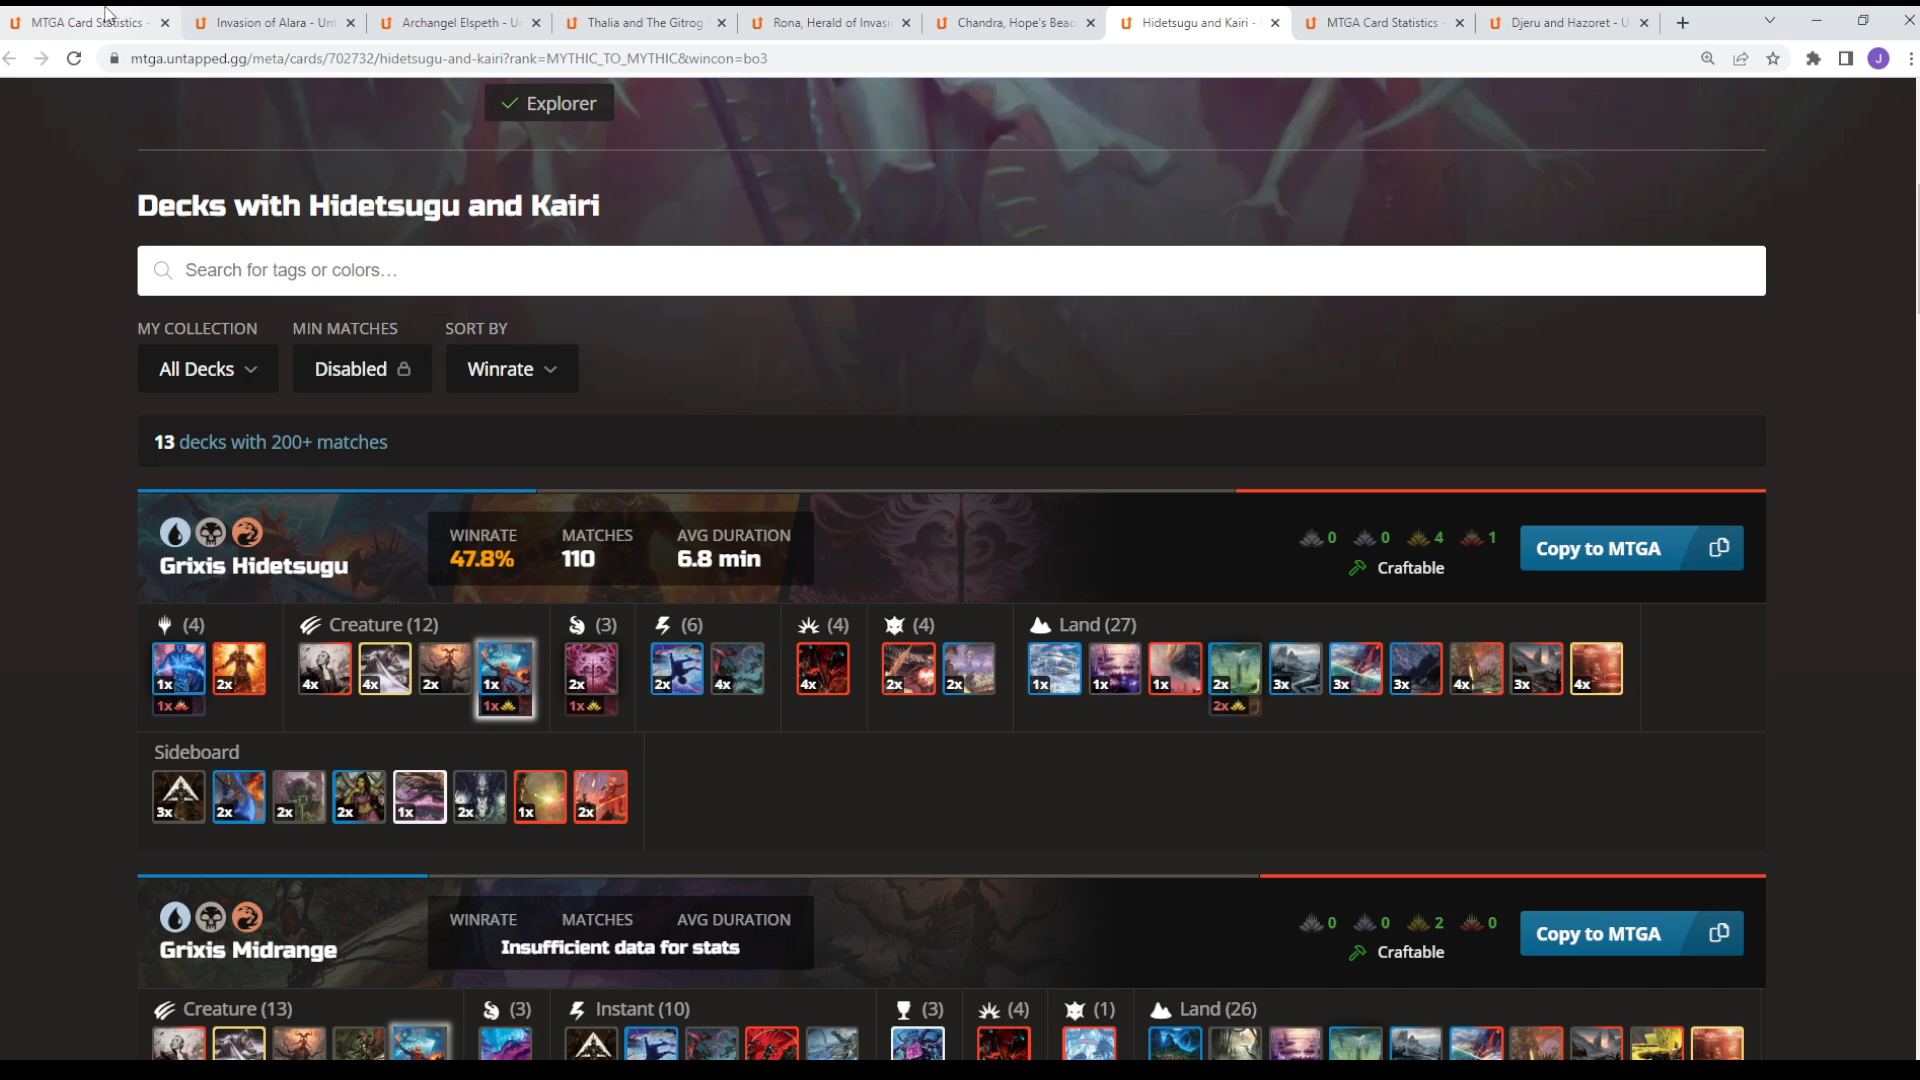 MTGA Card Statistics -
Invasion of Alara - Unt
Archangel Elspeth - U
Thalia and The Gitrog
Rona, Herald of Invasi
Chandra, Hope's Beac
Hidetsugu and Kairi -
MTGA Card Statistics -
Djeru and Hazoret - U
mtga.untapped.gg/meta/cards/702732/hidetsugu-and-kairi?rank=MYTHIC_TO_MYTHIC&wincon=bo3
J
Explorer
Decks with Hidetsugu and Kairi
Search for tags or colors...
MY COLLECTION MIN MATCHES SORT BY
All Decks Disabled Winrate
13 decks with 200+ matches
Grixis Hidetsugu
WINRATE MATCHES AVG DURATION
47.8% 110 6.8 min
0 0 4 1
Craftable
Copy to MTGA
(4) Creature (12) (3) (6) (4) (4) Land (27)
1x 2x 4x 4x 2x 1x 2x 2x 4x 4x 2x 2x 1x 1x 1x 2x 3x 3x 3x 4x 3x 4x
1x 1x 1x 2x
Sideboard
3x 2x 2x 2x 1x 2x 1x 2x
Grixis Midrange
WINRATE MATCHES AVG DURATION
Insufficient data for stats
0 0 2 0
Craftable
Copy to MTGA
Creature (13) (3) Instant (10) (3) (4) (1) Land (26)